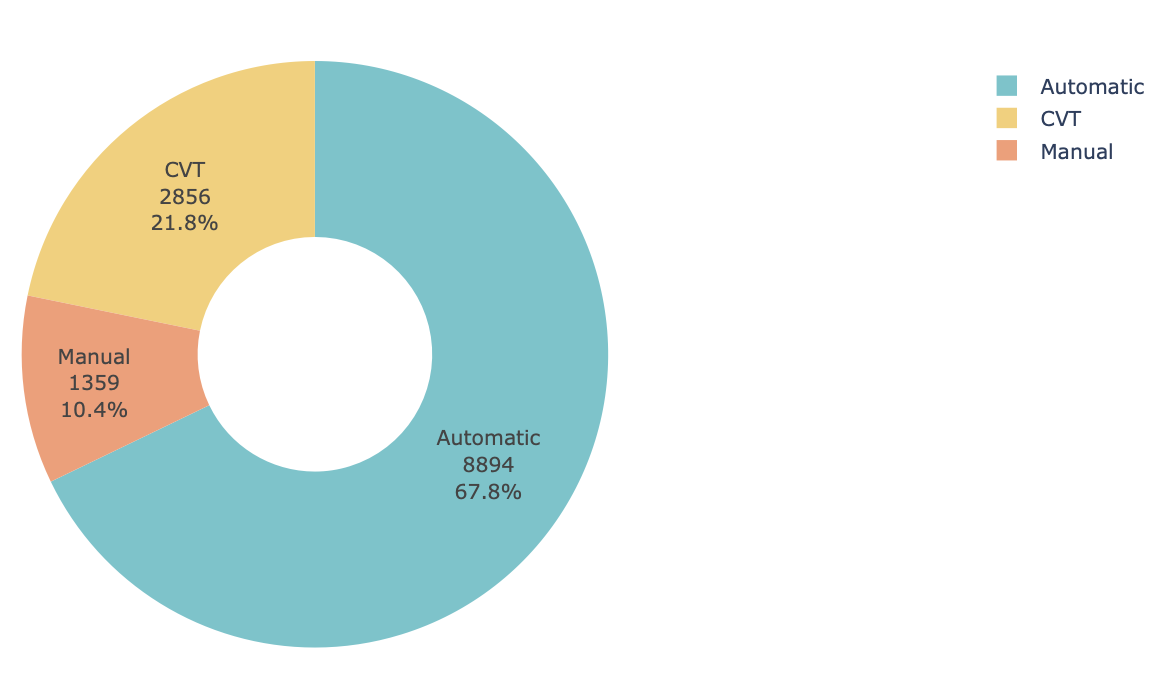 CVT
2856
21.8%
Manual
1359
10.4%
Automatic
8894
67.8%
Automatic
CVT
Manual